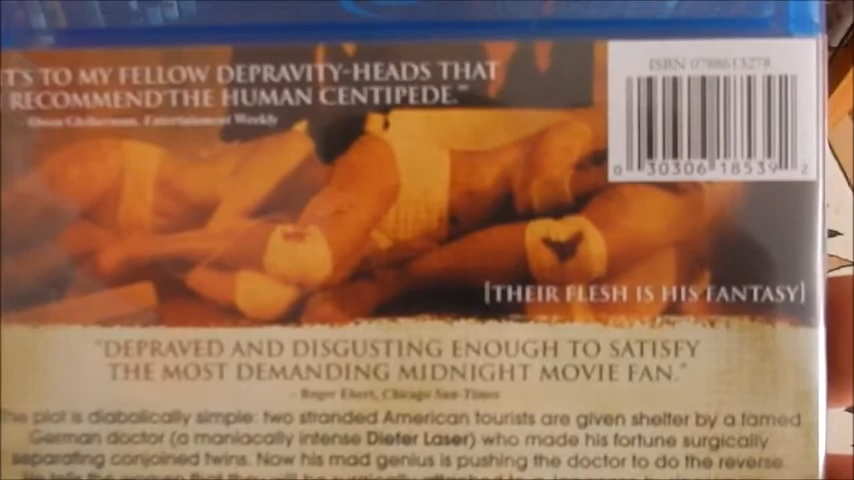 T'S TO MY FELLOW DEPRAVITY-HEADS THAT
I RECOMMEND THE HUMAN CENTIPEDE."
Owen Gleiberman, Entertainment Weekly
ISBN 0788613278
0 30306 18539 2
[THEIR FLESH IS HIS FANTASY]
"DEPRAVED AND DISGUSTING ENOUGH TO SATISFY
THE MOST DEMANDING MIDNIGHT MOVIE FAN."
- Roger Ebert, Chicago Sun-Times
The plot is diabolically simple: two stranded American tourists are given shelter by a famed
German doctor (a maniacally intense Dieter Laser) who made his fortune surgically
separating conjoined twins. Now his mad genius is pushing the doctor to do the reverse.